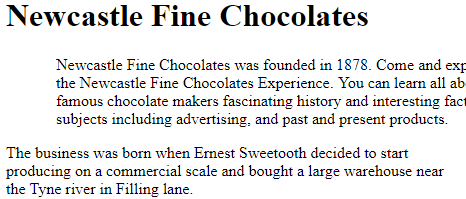 Newcastle Fine Chocolates
Newcastle Fine Chocolates was founded in 1878. Come and exp
the Newcastle Fine Chocolates Experience. You can learn all ab
famous chocolate makers fascinating history and interesting fact
subjects including advertising, and past and present products.
The business was born when Ernest Sweetooth decided to start
producing on a commercial scale and bought a large warehouse near
the Tyne river in Filling lane.